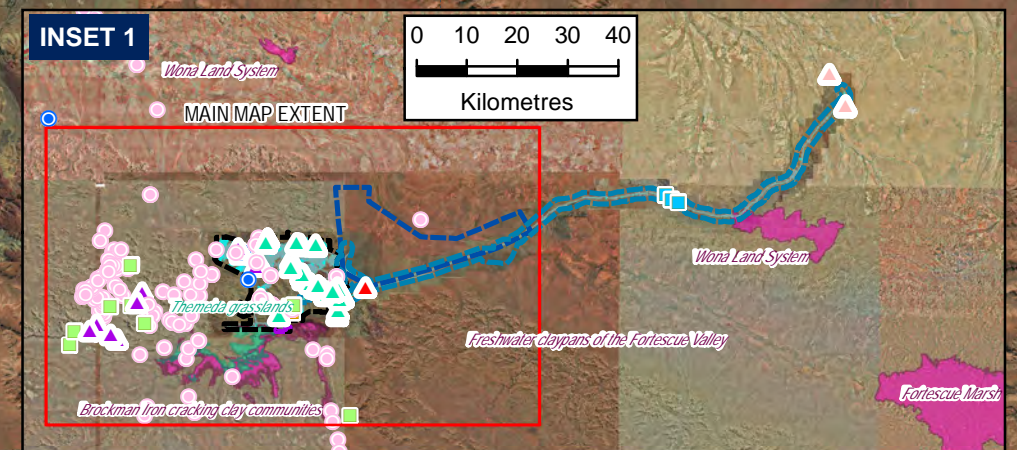 INSET 1
0 10 20 30 40
Kilometres
Wona Land System
MAIN MAP EXTENT
Wona Land System
Themeda grasslands
Freshwater claypans of the Fortescue Valley
Fortescue Marsh
Brockman Iron cracking clay communities